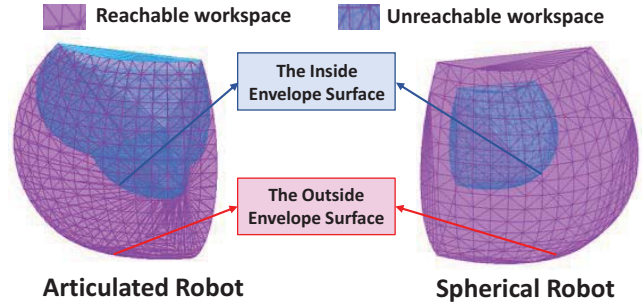 Reachable workspace
Unreachable workspace
The Inside
Envelope Surface
The Outside
Envelope Surface
Articulated Robot
Spherical Robot